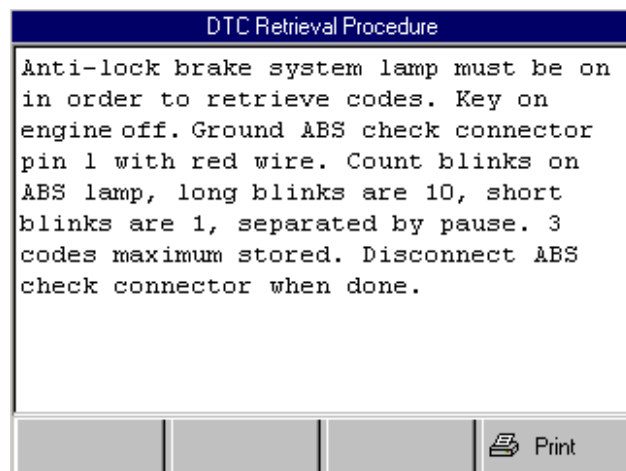 DTC Retrieval Procedure
Anti-lock brake system lamp must be on
in order to retrieve codes. Key on
engine off. Ground ABS check connector
pin 1 with red wire. Count blinks on
ABS lamp, long blinks are 10, short
blinks are 1, separated by pause. 3
codes maximum stored. Disconnect ABS
check connector when done.
Print